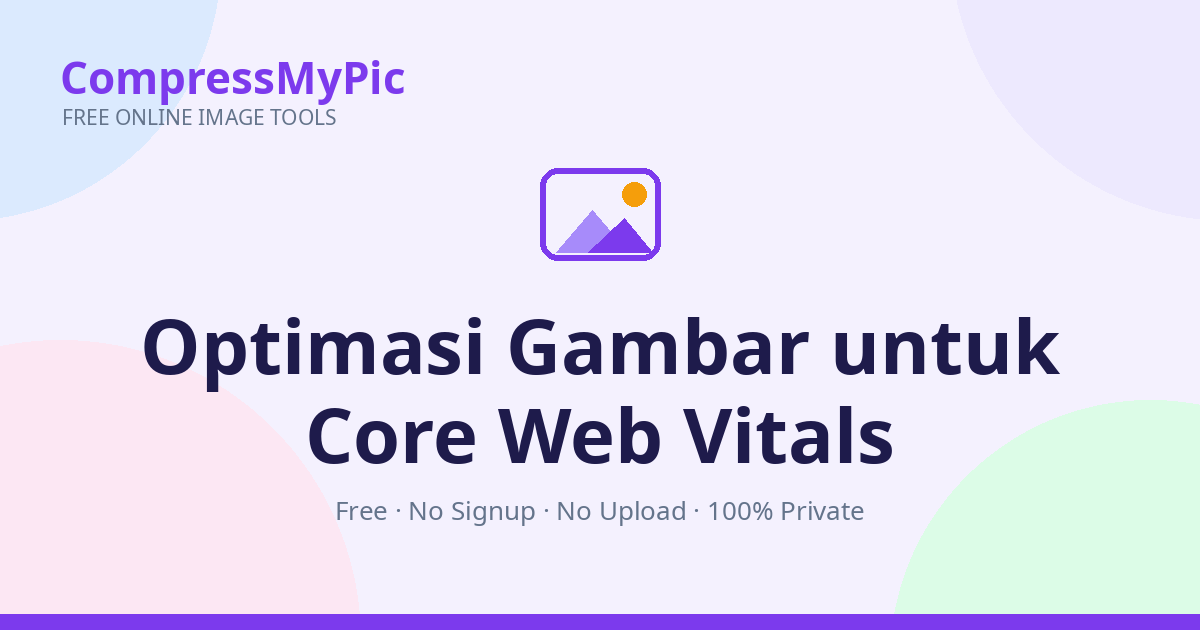 CompressMyPic
FREE ONLINE IMAGE TOOLS
Optimasi Gambar untuk
Core Web Vitals
Free · No Signup · No Upload · 100% Private